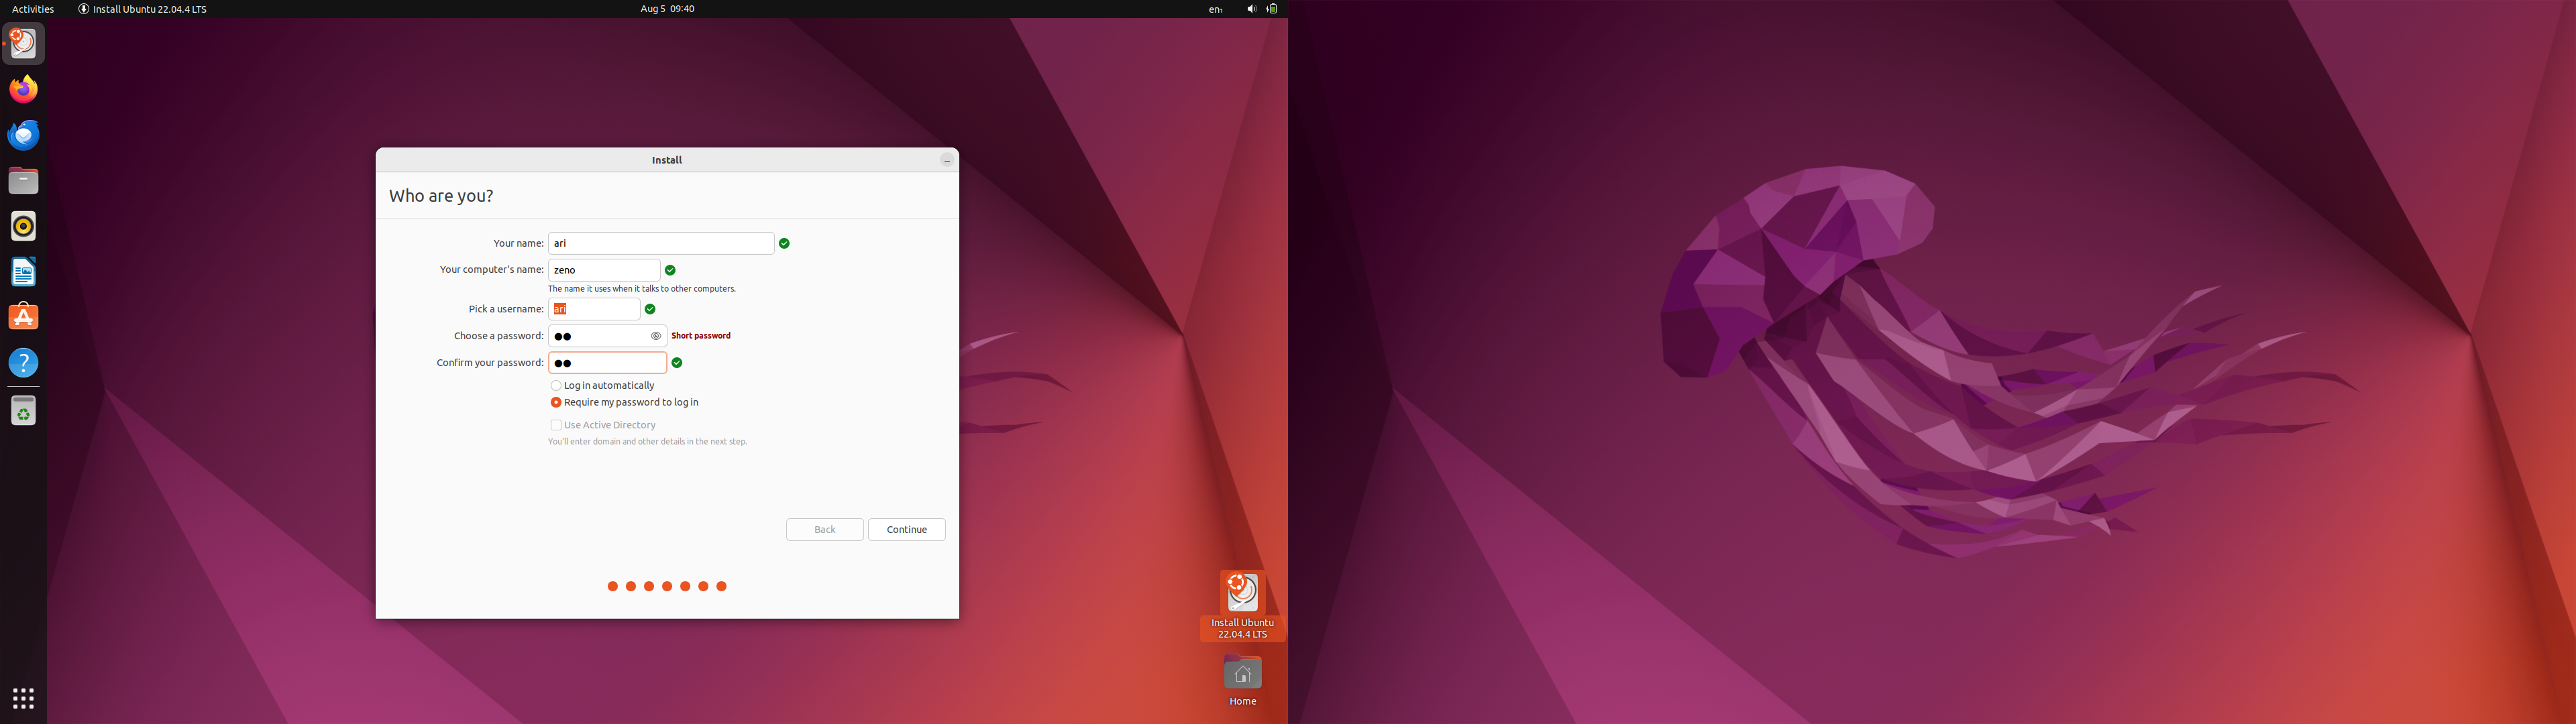 Activities Install Ubuntu 22.04.4 LTS Aug 5 09:40 en₁
Install
Who are you?
Your name: ari
Your computer's name: zeno
The name it uses when it talks to other computers.
Pick a username: ari
Choose a password: ●● Short password
Confirm your password: ●●
Log in automatically
Require my password to log in
Use Active Directory
You'll enter domain and other details in the next step.
Back Continue
Install Ubuntu
22.04.4 LTS
Home